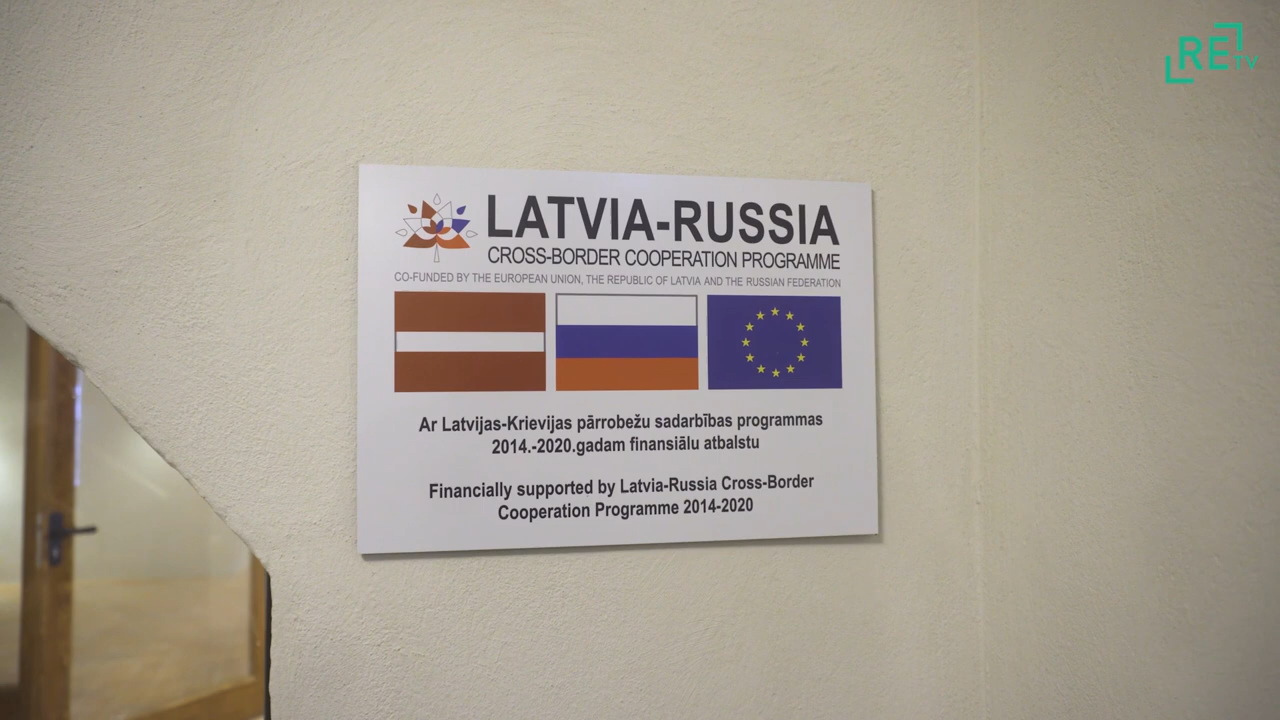 RE TV
LATVIA-RUSSIA
CROSS-BORDER COOPERATION PROGRAMME
CO-FUNDED BY THE EUROPEAN UNION, THE REPUBLIC OF LATVIA AND THE RUSSIAN FEDERATION
Ar Latvijas-Krievijas pārrobežu sadarbības programmas
2014.-2020.gadam finansiālu atbalstu
Financially supported by Latvia-Russia Cross-Border
Cooperation Programme 2014-2020